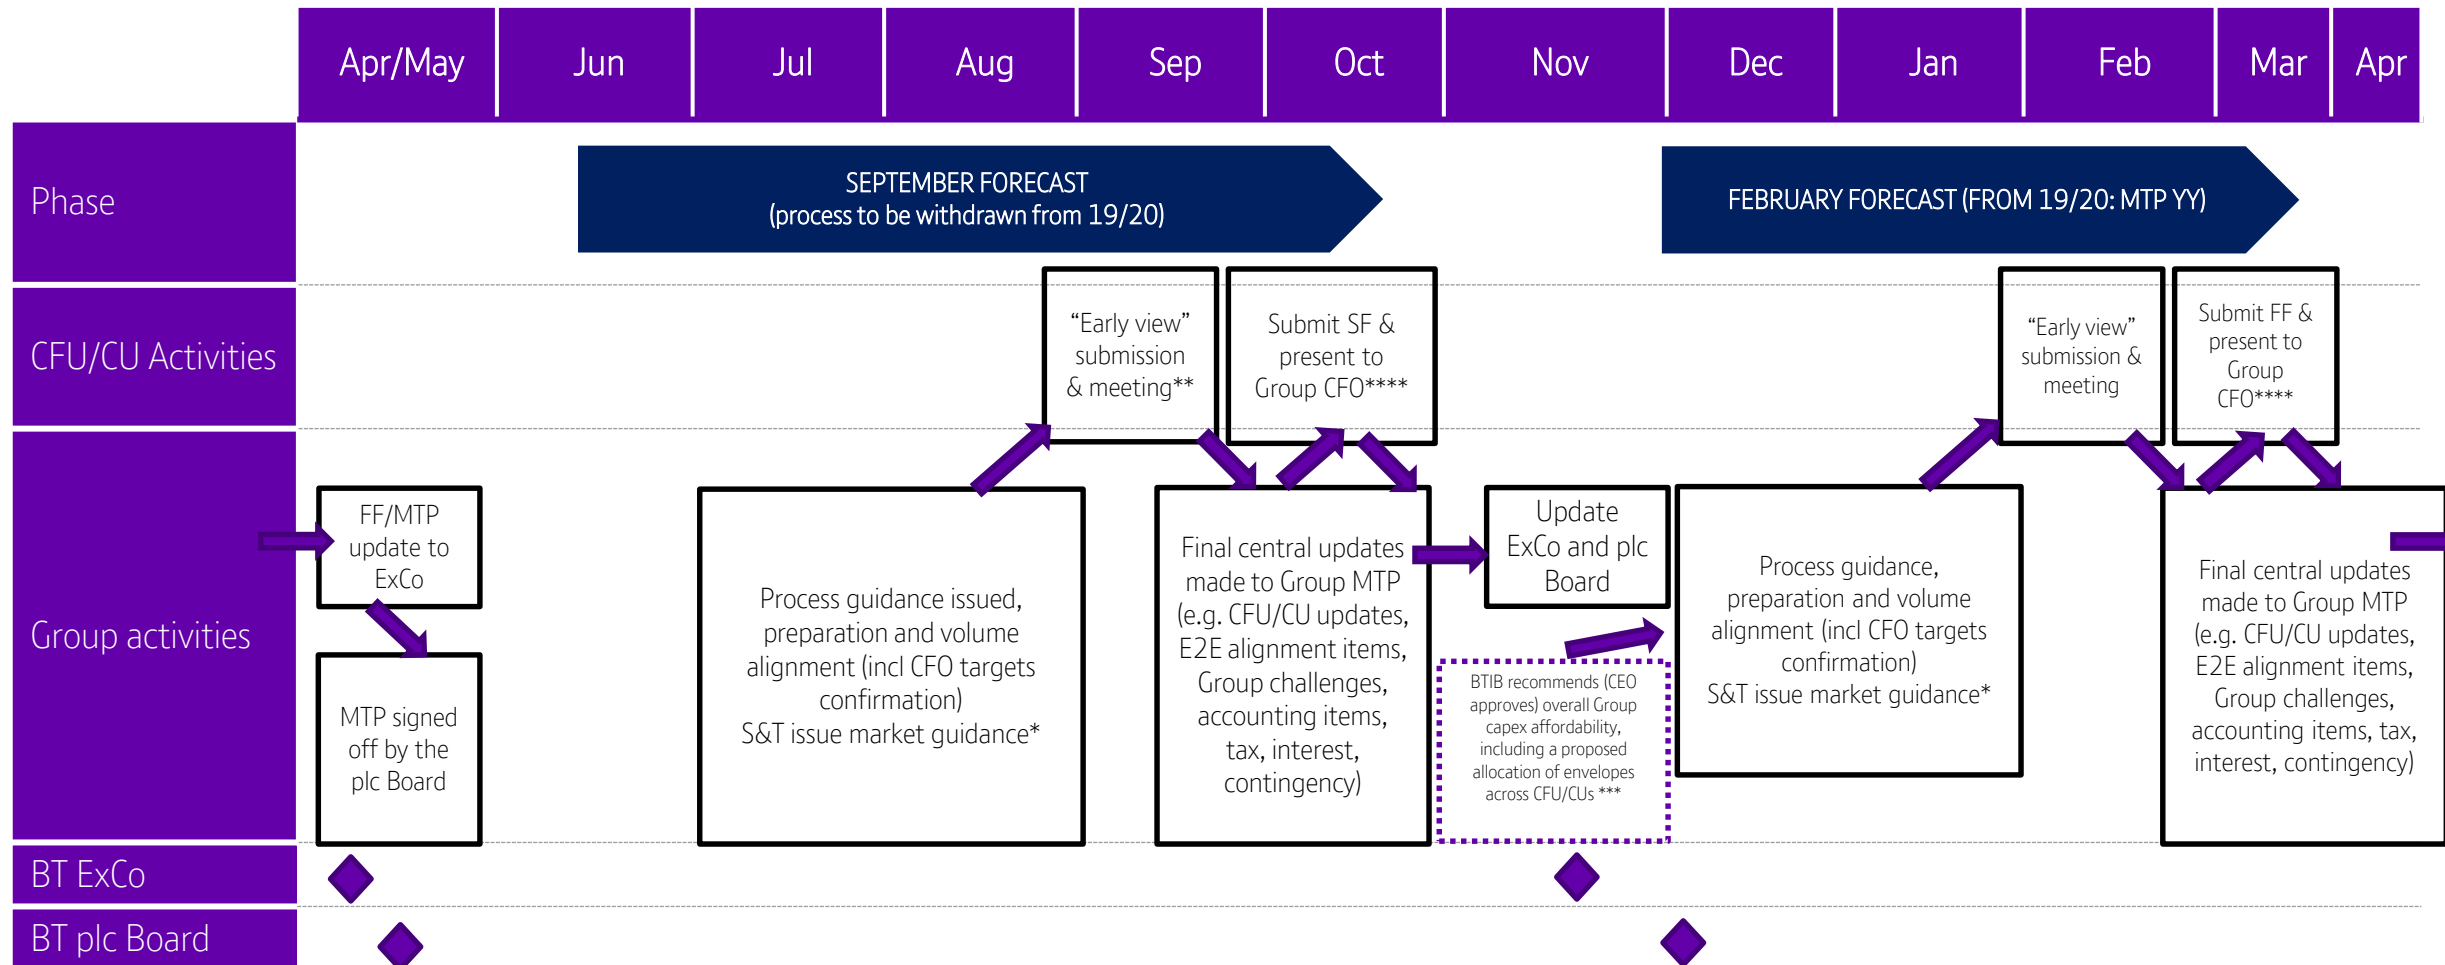 Apr/May
Jun
Jul
Aug
Sep
Oct
Nov
Dec
Jan
Feb
Mar
Apr
Phase
SEPTEMBER FORECAST
(process to be withdrawn from 19/20)
FEBRUARY FORECAST (FROM 19/20: MTP YY)
CFU/CU Activities
“Early view”
submission
& meeting**
Submit SF &
present to
Group CFO****
“Early view”
submission &
meeting
Submit FF &
present to
Group
CFO****
Group activities
FF/MTP
update to
ExCo
MTP signed
off by the
plc Board
Process guidance issued,
preparation and volume
alignment (incl CFO targets
confirmation)
S&T issue market guidance*
Final central updates
made to Group MTP
(e.g. CFU/CU updates,
E2E alignment items,
Group challenges,
accounting items,
tax, interest,
contingency)
Update
ExCo and plc
Board
BTIB recommends (CEO
approves) overall Group
capex affordability,
including a proposed
allocation of envelopes
across CFU/CUs ***
Process guidance,
preparation and volume
alignment (incl CFO targets
confirmation)
S&T issue market guidance*
Final central updates
made to Group MTP
(e.g. CFU/CU updates,
E2E alignment items,
Group challenges,
accounting items, tax,
interest, contingency)
BT ExCo
BT plc Board